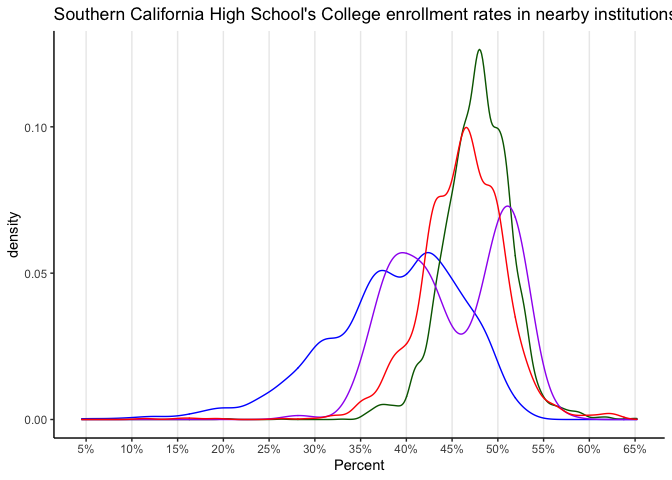 Southern California High School's College enrollment rates in nearby institutions
density
0.10
0.05
0.00
5% 10% 15% 20% 25% 30% 35% 40% 45% 50% 55% 60% 65%
Percent